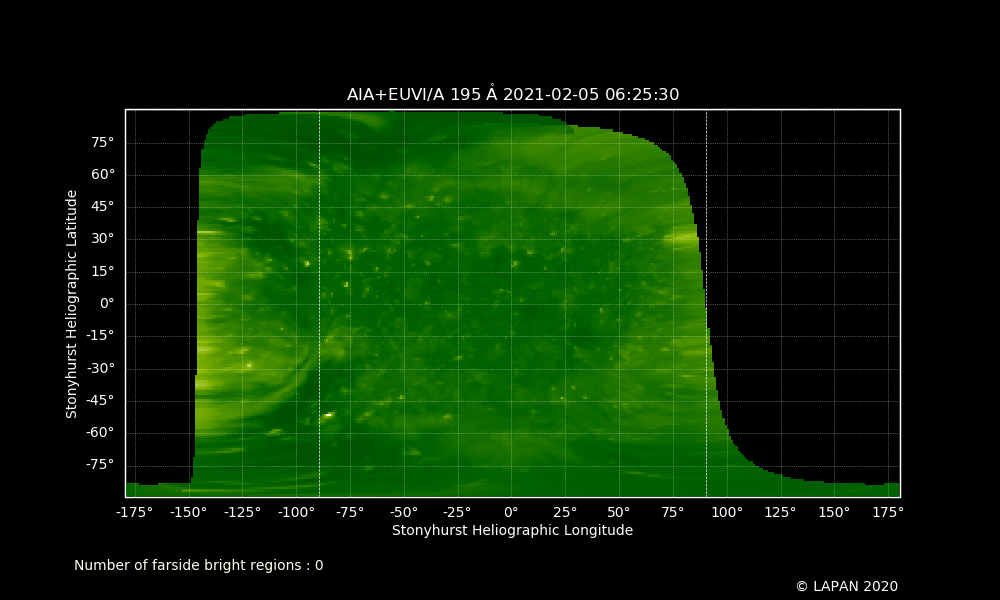 AIA+EUVI/A 195 Å 2021-02-05 06:25:30
Stonyhurst Heliographic Latitude
75°
60°
45°
30°
15°
0°
-15°
-30°
-45°
-60°
-75°
-175° -150° -125° -100° -75° -50° -25° 0° 25° 50° 75° 100° 125° 150° 175°
Stonyhurst Heliographic Longitude
Number of farside bright regions : 0
© LAPAN 2020